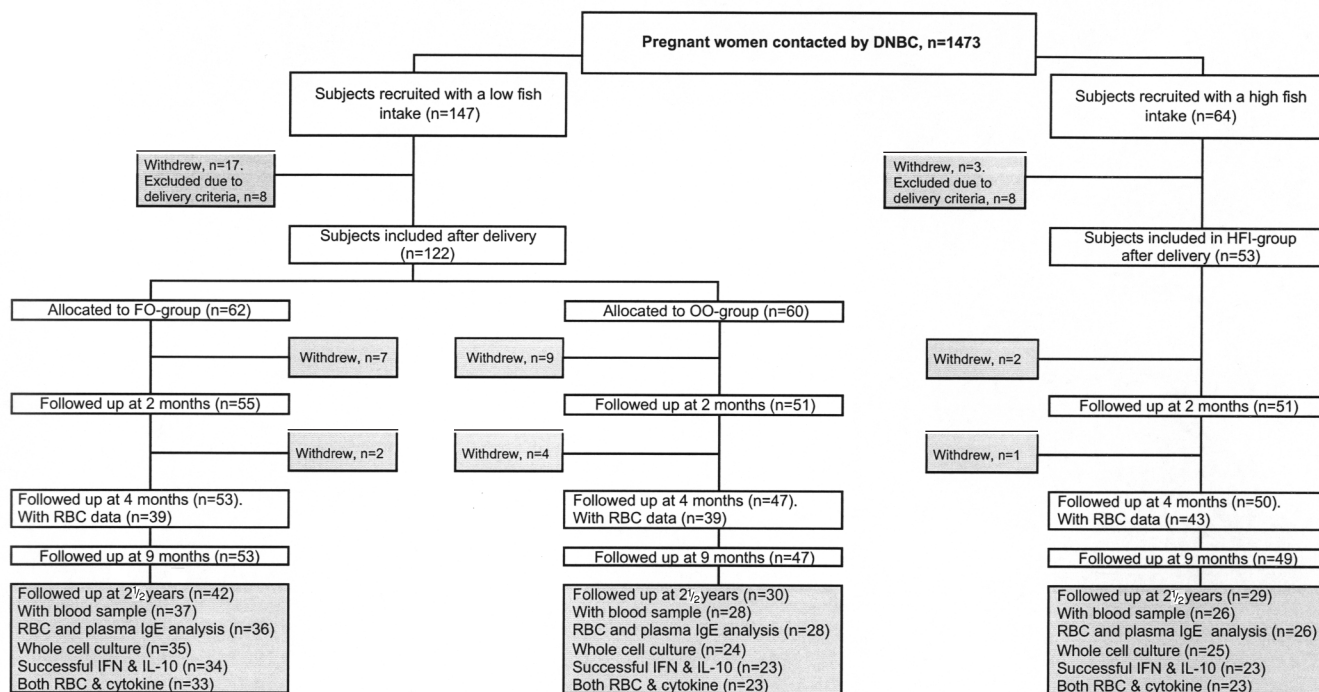 Pregnant women contacted by DNBC, n=1473
Subjects recruited with a low fish
intake (n=147)
Subjects recruited with a high fish
intake (n=64)
Withdrew, n=17.
Excluded due to
delivery criteria, n=8
Withdrew, n=3.
Excluded due to
delivery criteria, n=8
Subjects included after delivery
(n=122)
Subjects included in HFI-group
after delivery (n=53)
Allocated to FO-group (n=62)
Allocated to OO-group (n=60)
Withdrew, n=7
Withdrew, n=9
Withdrew, n=2
Followed up at 2 months (n=55)
Followed up at 2 months (n=51)
Followed up at 2 months (n=51)
Withdrew, n=2
Withdrew, n=4
Withdrew, n=1
Followed up at 4 months (n=53).
With RBC data (n=39)
Followed up at 4 months (n=47).
With RBC data (n=39)
Followed up at 4 months (n=50).
With RBC data (n=43)
Followed up at 9 months (n=53)
Followed up at 9 months (n=47)
Followed up at 9 months (n=49)
Followed up at 2½years (n=42)
With blood sample (n=37)
RBC and plasma IgE analysis (n=36)
Whole cell culture (n=35)
Successful IFN & IL-10 (n=34)
Both RBC & cytokine (n=33)
Followed up at 2½years (n=30)
With blood sample (n=28)
RBC and plasma IgE analysis (n=28)
Whole cell culture (n=24)
Successful IFN & IL-10 (n=23)
Both RBC & cytokine (n=23)
Followed up at 2½years (n=29)
With blood sample (n=26)
RBC and plasma IgE analysis (n=26)
Whole cell culture (n=25)
Successful IFN & IL-10 (n=23)
Both RBC & cytokine (n=23)